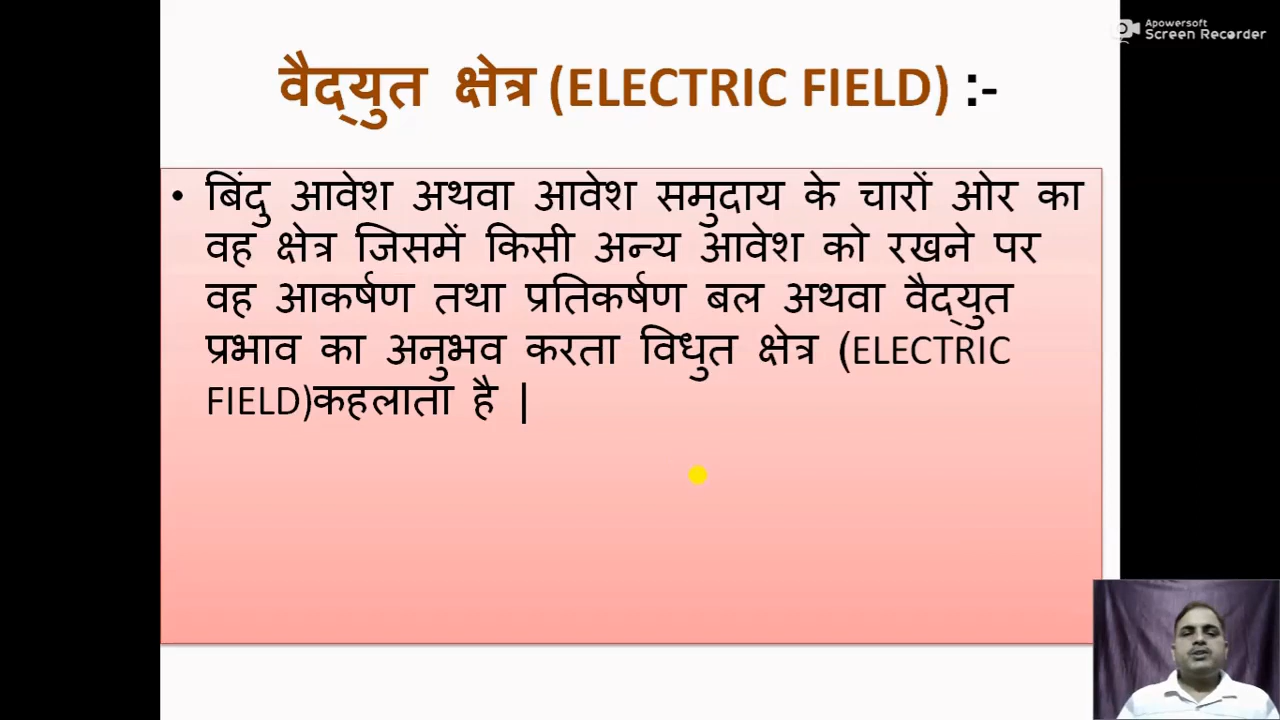 Apowersoft
Screen Recorder
वैद्युत क्षेत्र (ELECTRIC FIELD) :-
• बिंदु आवेश अथवा आवेश समुदाय के चारों ओर का
वह क्षेत्र जिसमें किसी अन्य आवेश को रखने पर
वह आकर्षण तथा प्रतिकर्षण बल अथवा वैद्युत
प्रभाव का अनुभव करता विधुत क्षेत्र (ELECTRIC
FIELD)कहलाता है |